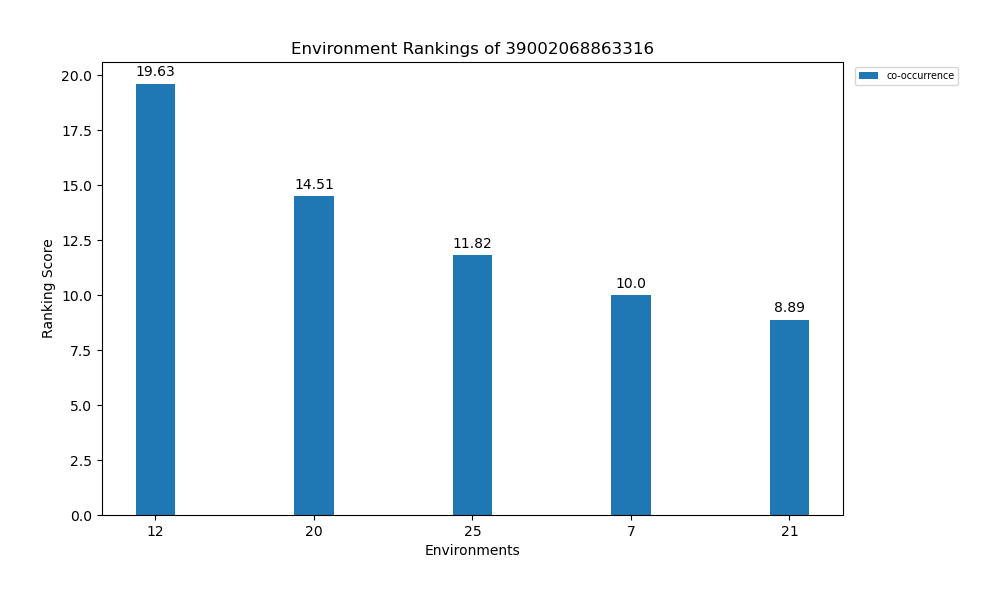 Environment Rankings of 39002068863316
co-occurrence
19.63
14.51
11.82
10.0
8.89
20.0
17.5
15.0
12.5
10.0
7.5
5.0
2.5
0.0
Ranking Score
12 20 25 7 21
Environments